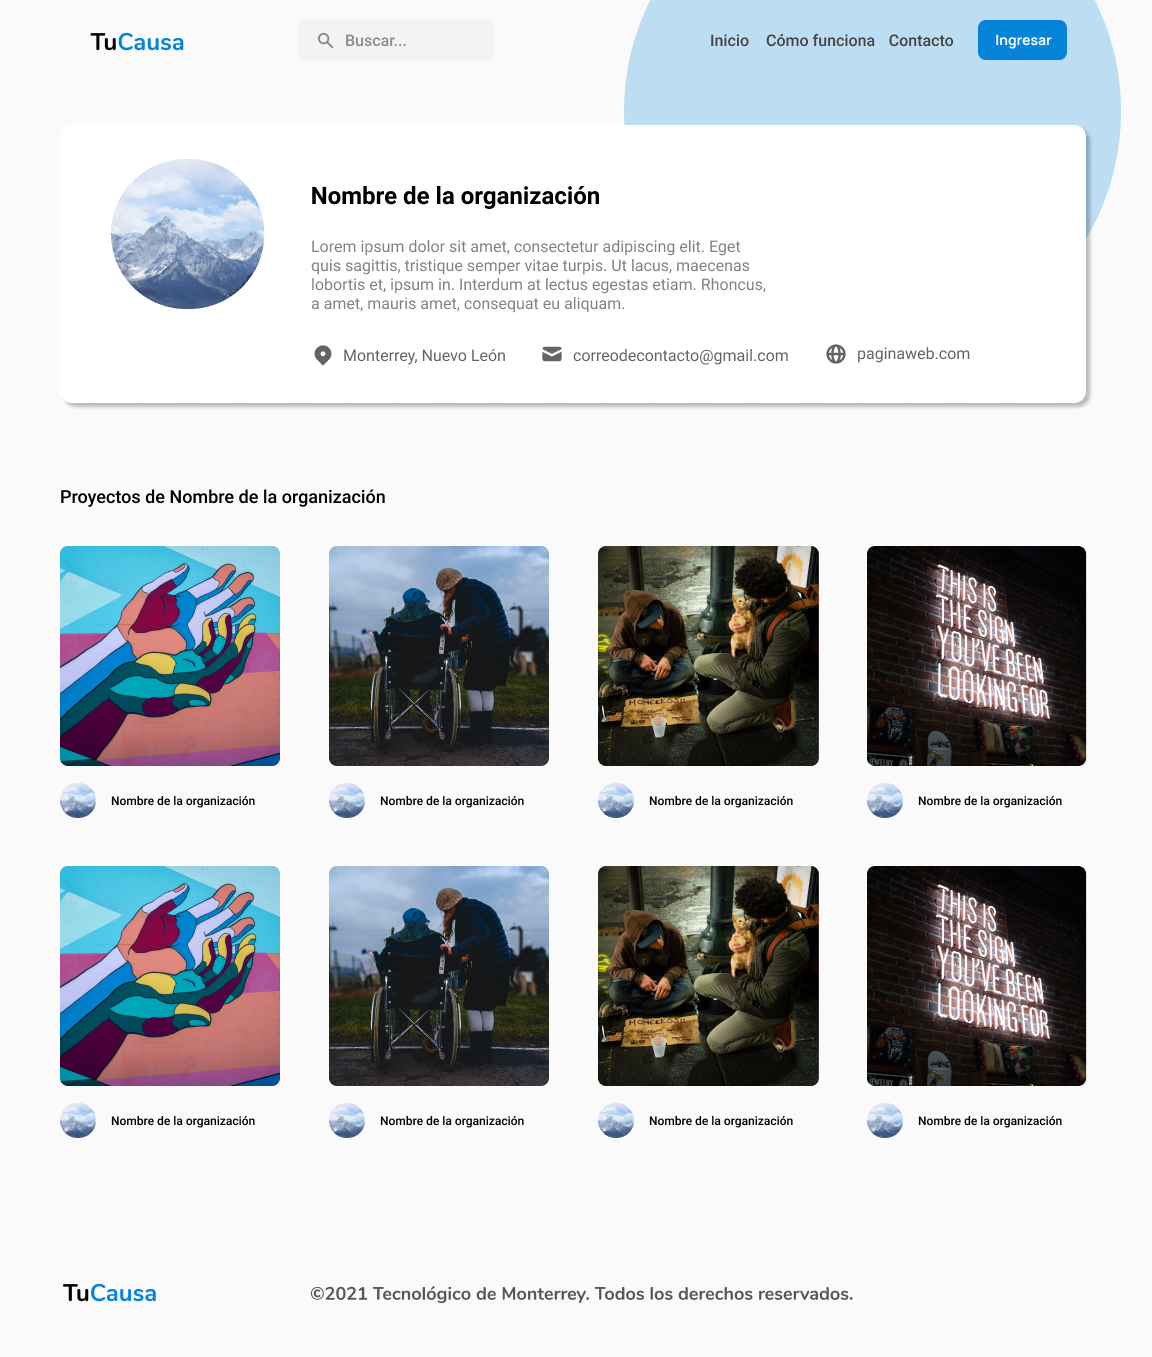 TuCausa
Buscar...
Inicio Cómo funciona Contacto Ingresar
Nombre de la organización
Lorem ipsum dolor sit amet, consectetur adipiscing elit. Eget
quis sagittis, tristique semper vitae turpis. Ut lacus, maecenas
lobortis et, ipsum in. Interdum at lectus egestas etiam. Rhoncus,
a amet, mauris amet, consequat eu aliquam.
Monterrey, Nuevo León correodecontacto@gmail.com paginaweb.com
Proyectos de Nombre de la organización
HOMELESS!!
THIS IS
THE SIGN
YOU'VE BEEN
LOOKING FOR
JEWELRY
Nombre de la organización Nombre de la organización Nombre de la organización Nombre de la organización
HOMELESS!!
THIS IS
THE SIGN
YOU'VE BEEN
LOOKING FOR
JEWELRY
Nombre de la organización Nombre de la organización Nombre de la organización Nombre de la organización
TuCausa ©2021 Tecnológico de Monterrey. Todos los derechos reservados.